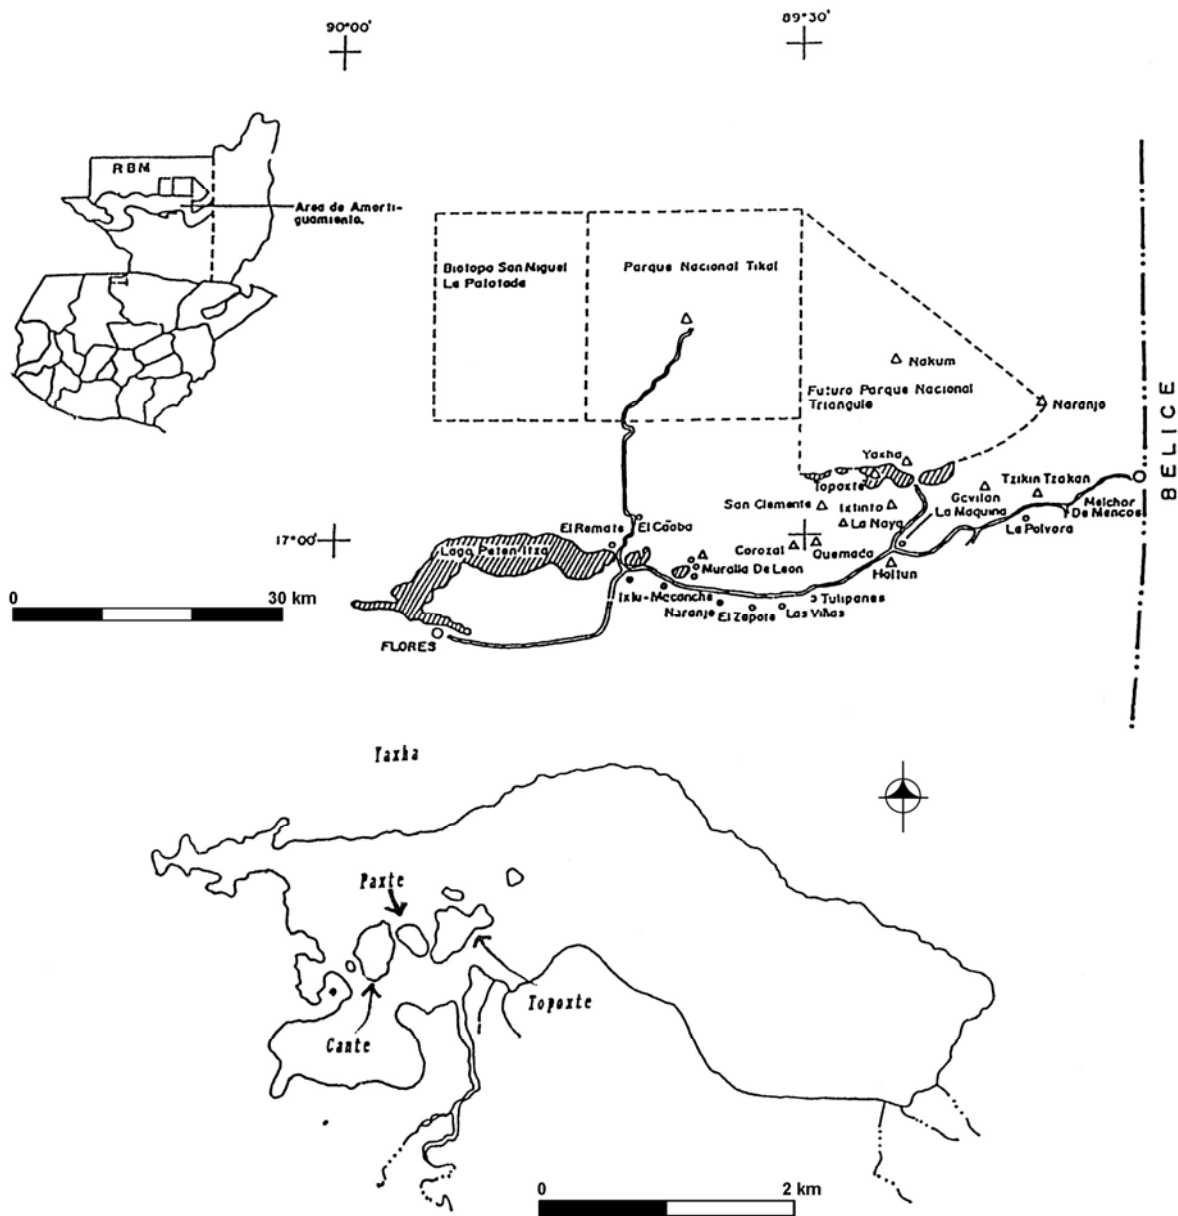 90°00'
89°30'
RBM
Area de Amorti-
guamiento.
Biotopo San Miguel
La Palotada
Parque Nacional Tikal
Nakum
Futuro Parque Nacional
Triangulo
Naranjo
BELICE
Yaxha
Topoxte
Tzikin Tzakan
San Clemente
Ixtinto
Gavilan
La Maquina
Melchor
De Mencos
El Remate
El Caoba
La Naya
La Polvora
17°00'
Lago Peten Itza
Corozal
Quemada
Muralla De Leon
Holtun
0
30 km
Ixlu-Macanche
Naranjo
El Zapote
Las Viñas
Tulipanes
FLORES
Yaxha
Paxte
Topoxte
Cante
0
2 km